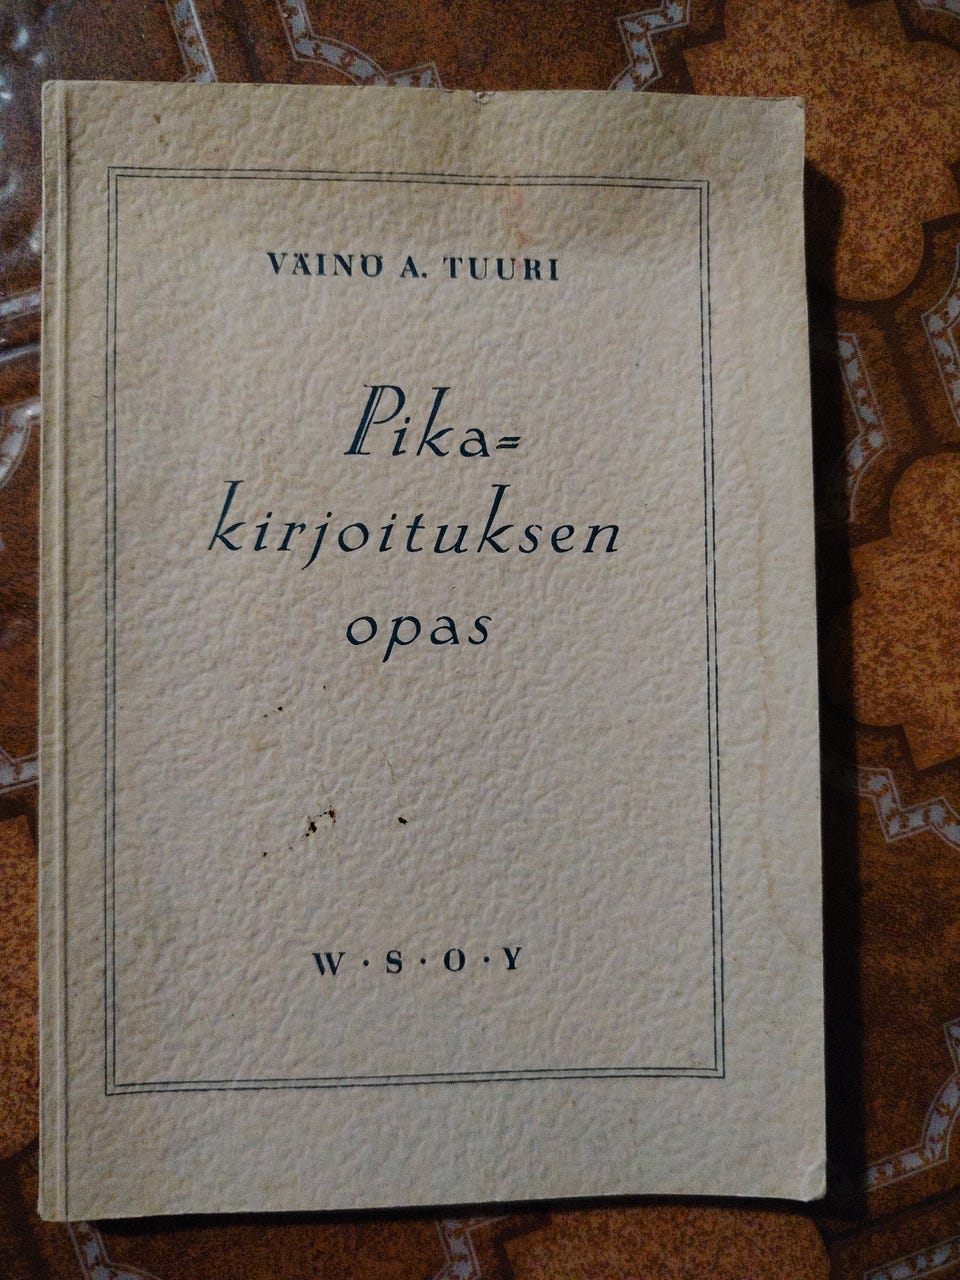 VÄINÖ A. TUURI
Pika=
kirjoituksen
opas
W·S·O·Y